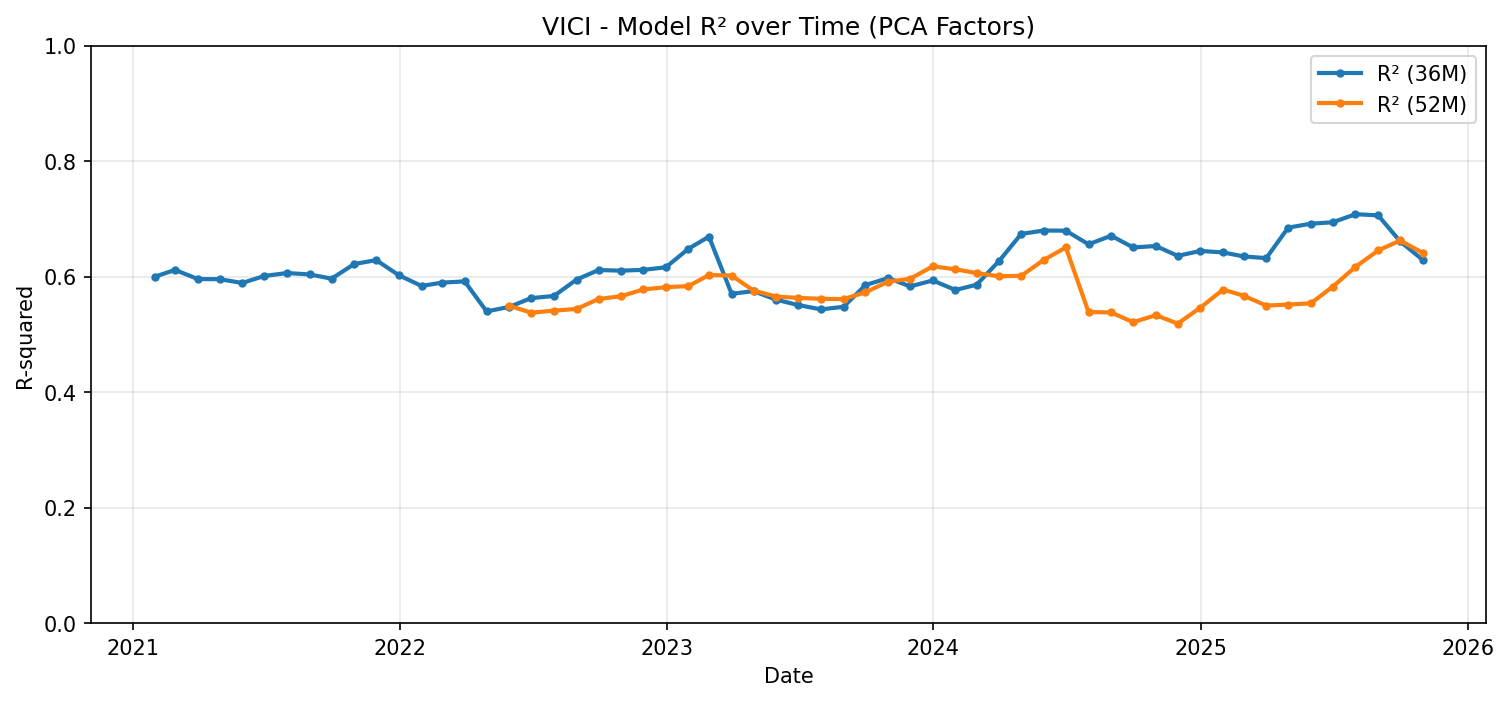 VICI - Model R² over Time (PCA Factors)
R² (36M)
R² (52M)
R-squared
1.0
0.8
0.6
0.4
0.2
0.0
2021 2022 2023 2024 2025 2026
Date